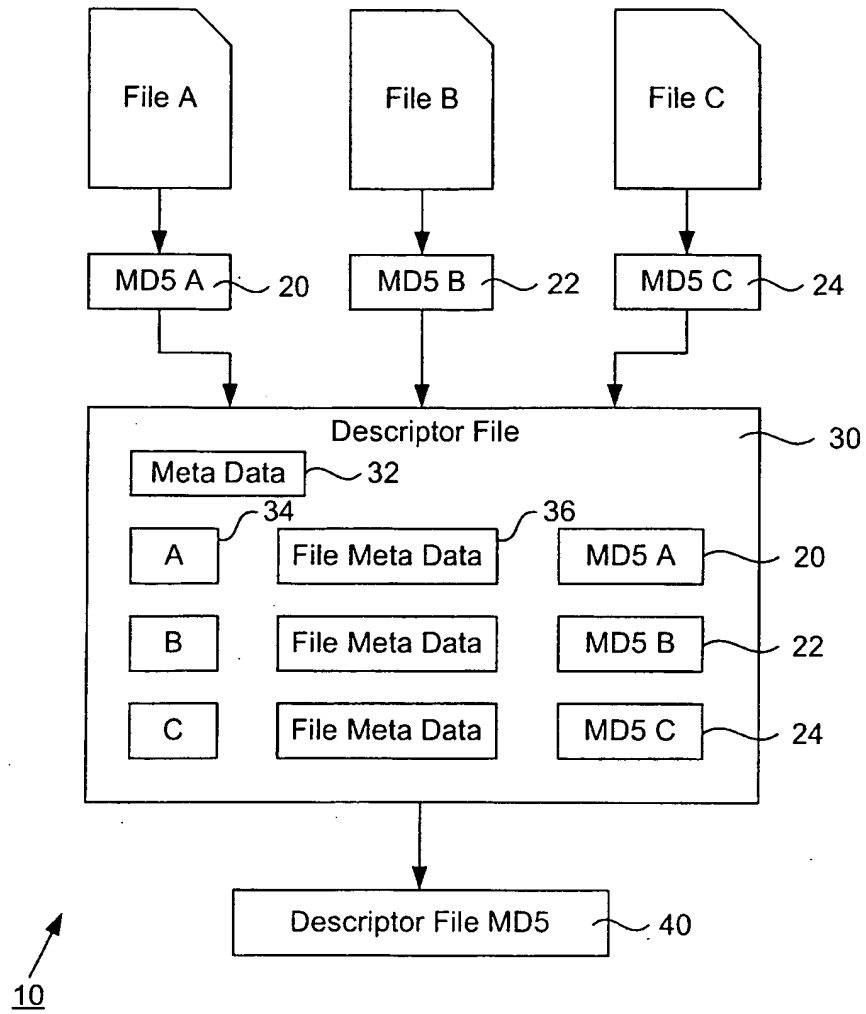 File A
File B
File C
MD5 A
20
MD5 B
22
MD5 C
24
Descriptor File
30
Meta Data
32
34
36
A
File Meta Data
MD5 A
20
B
File Meta Data
MD5 B
22
C
File Meta Data
MD5 C
24
Descriptor File MD5
40
10